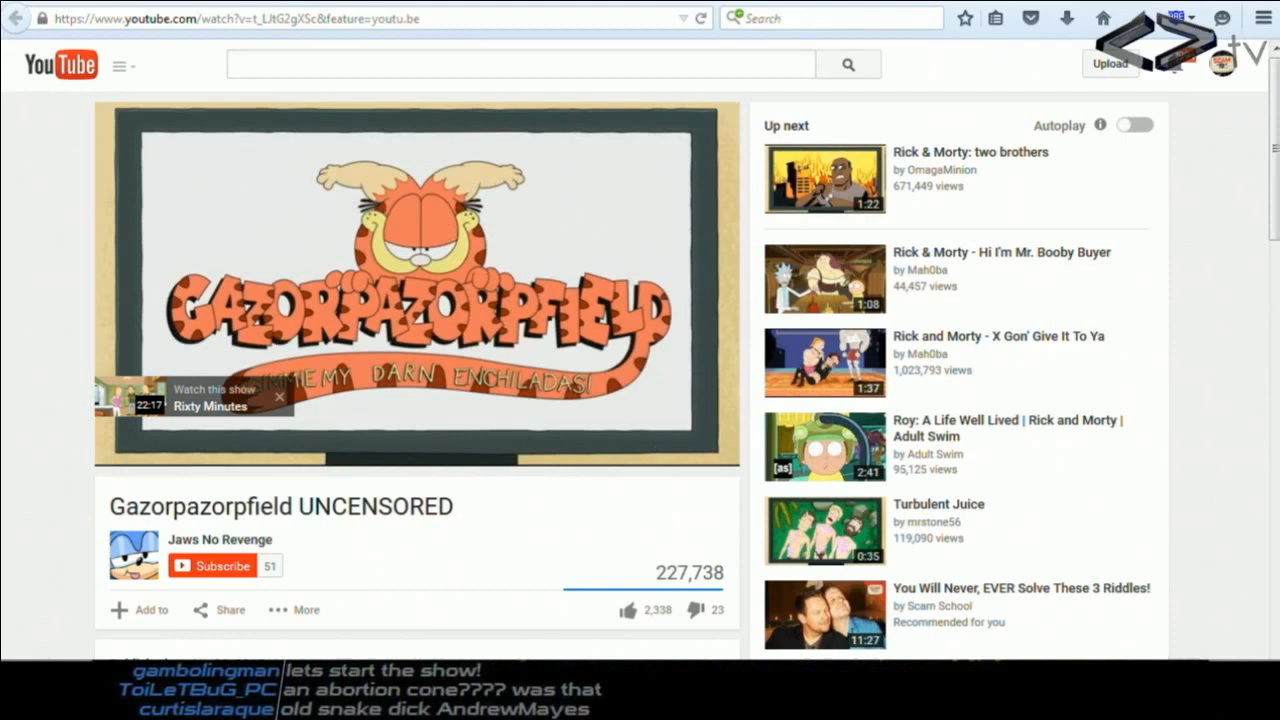 https://www.youtube.com/watch?v=t_LJtG2gXSc&feature=youtu.be
Search
YouTube
Upload
tv
GAZORPAZORPFIELD
GIMMIE MY DARN ENCHILADAS!
22:17
Watch this show
Rixty Minutes
Gazorpazorpfield UNCENSORED
Jaws No Revenge
Subscribe 51
227,738
Add to Share More 2,338 23
Up next Autoplay
Rick & Morty: two brothers
by OmagaMinion
671,449 views
1:22
Rick & Morty - Hi I'm Mr. Booby Buyer
by Mah0ba
44,457 views
1:08
Rick and Morty - X Gon' Give It To Ya
by Mah0ba
1,023,793 views
1:37
Roy: A Life Well Lived | Rick and Morty |
Adult Swim
by Adult Swim
95,125 views
[as] 2:41
Turbulent Juice
by mrstone56
119,090 views
0:35
You Will Never, EVER Solve These 3 Riddles!
by Scam School
Recommended for you
11:27
gambolingman lets start the show!
ToiLeTBuG_PC an abortion cone???? was that
curtislaraque old snake dick AndrewMayes